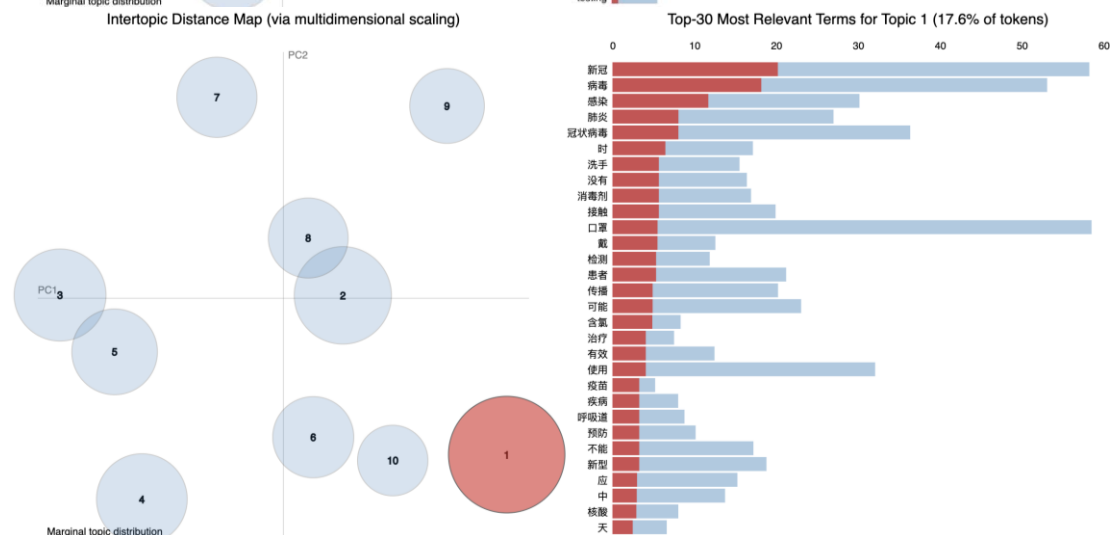 Marginal topic distribution
Intertopic Distance Map (via multidimensional scaling)
PC2
7
9
8
2
PC1
3
5
6
10
1
4
Marginal topic distribution
testing
Top-30 Most Relevant Terms for Topic 1 (17.6% of tokens)
0 10 20 30 40 50 60
新冠
病毒
感染
肺炎
冠状病毒
时
洗手
没有
消毒剂
接触
口罩
戴
检测
患者
传播
可能
含氯
治疗
有效
使用
疫苗
疾病
呼吸道
预防
不能
新型
应
中
核酸
天